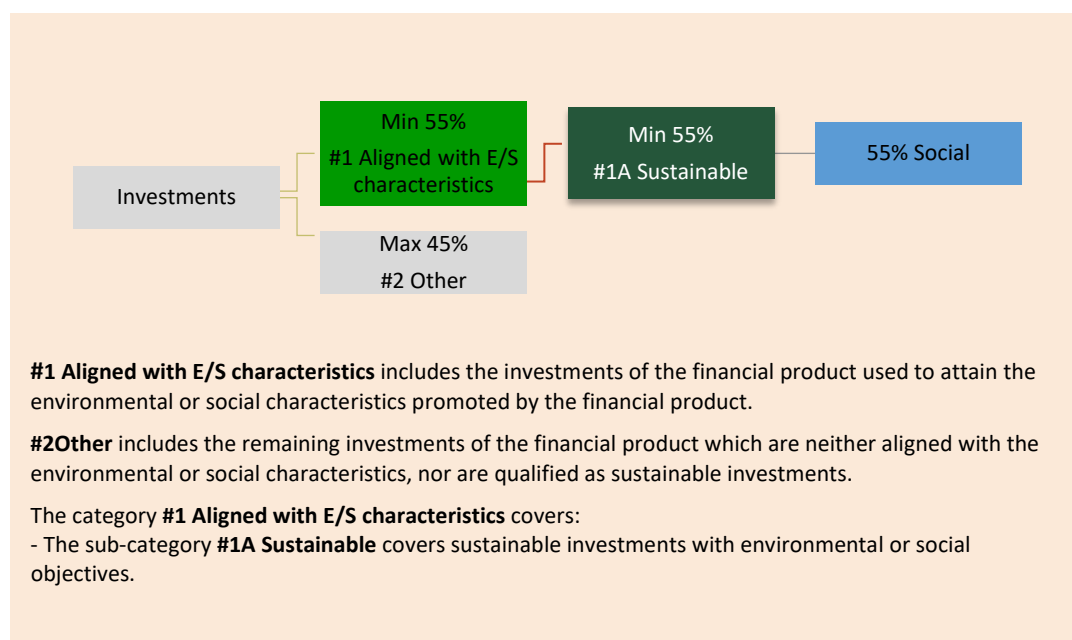 Min 55%
#1 Aligned with E/S
characteristics
Min 55%
#1A Sustainable
55% Social
Investments
Max 45%
#2 Other
#1 Aligned with E/S characteristics includes the investments of the financial product used to attain the
environmental or social characteristics promoted by the financial product.
#2Other includes the remaining investments of the financial product which are neither aligned with the
environmental or social characteristics, nor are qualified as sustainable investments.
The category #1 Aligned with E/S characteristics covers:
- The sub-category #1A Sustainable covers sustainable investments with environmental or social
objectives.